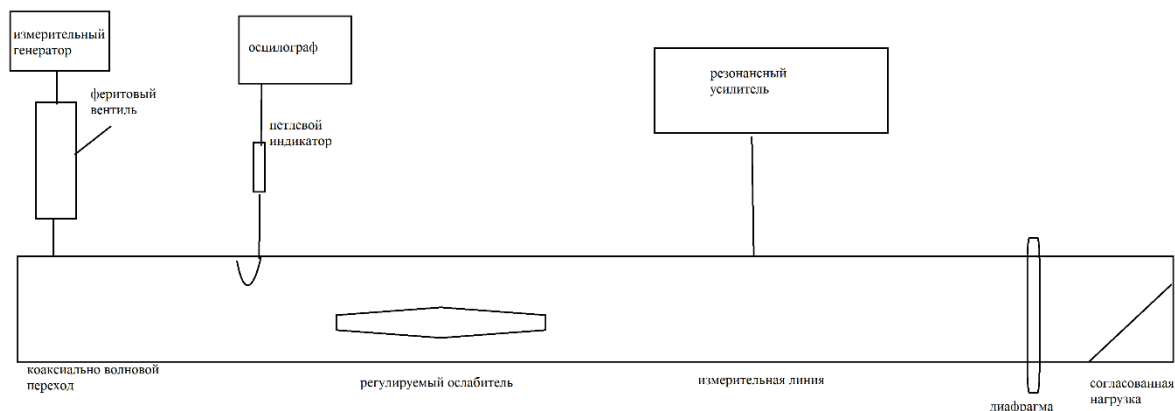 измерительный
генератор
осцилограф
резонансный
усилитель
феритовый
вентиль
петлевой
индикатор
коаксиально волновой
переход
регулируемый ослабитель
измерительная линия
диафрагма
согласованная
нагрузка